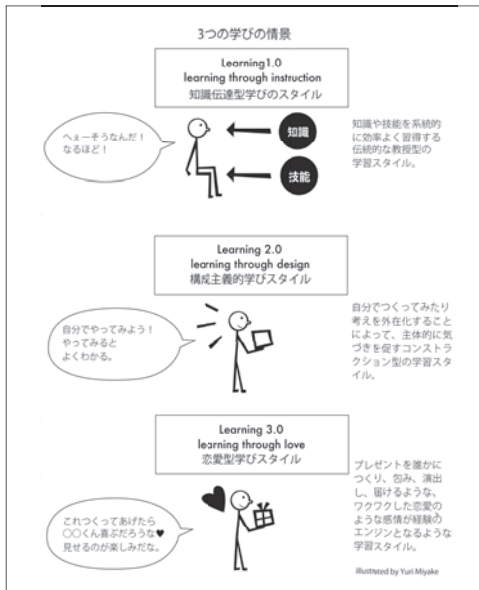 3つの学びの情景
Learning1.0
learning through instruction
知識伝達型学びのスタイル
へぇーそうなんだ！
なるほど！
知識
技能
知識や技能を系統的
に効率よく習得する
伝統的な教授型の
学習スタイル。
Learning 2.0
learning through design
構成主義的学びスタイル
自分でやってみよう！
やってみると
よくわかる。
自分でつくってみたり
考えを外在化すること
によって、主体的に気
づきを促すコンストラ
クション型の学習スタ
イル、
Learning 3.0
learning through love
恋愛型学びスタイル
これつくってあげたら
○○くん喜ぶだろうな♥
見せるのが楽しみだな。
プレゼントを誰かに
つくり、包み、演出
し、届けるような、
ワクワクした恋愛の
ような感情が経験の
エンジンとなるような
学習スタイル。
illustrated by Yuri Miyake